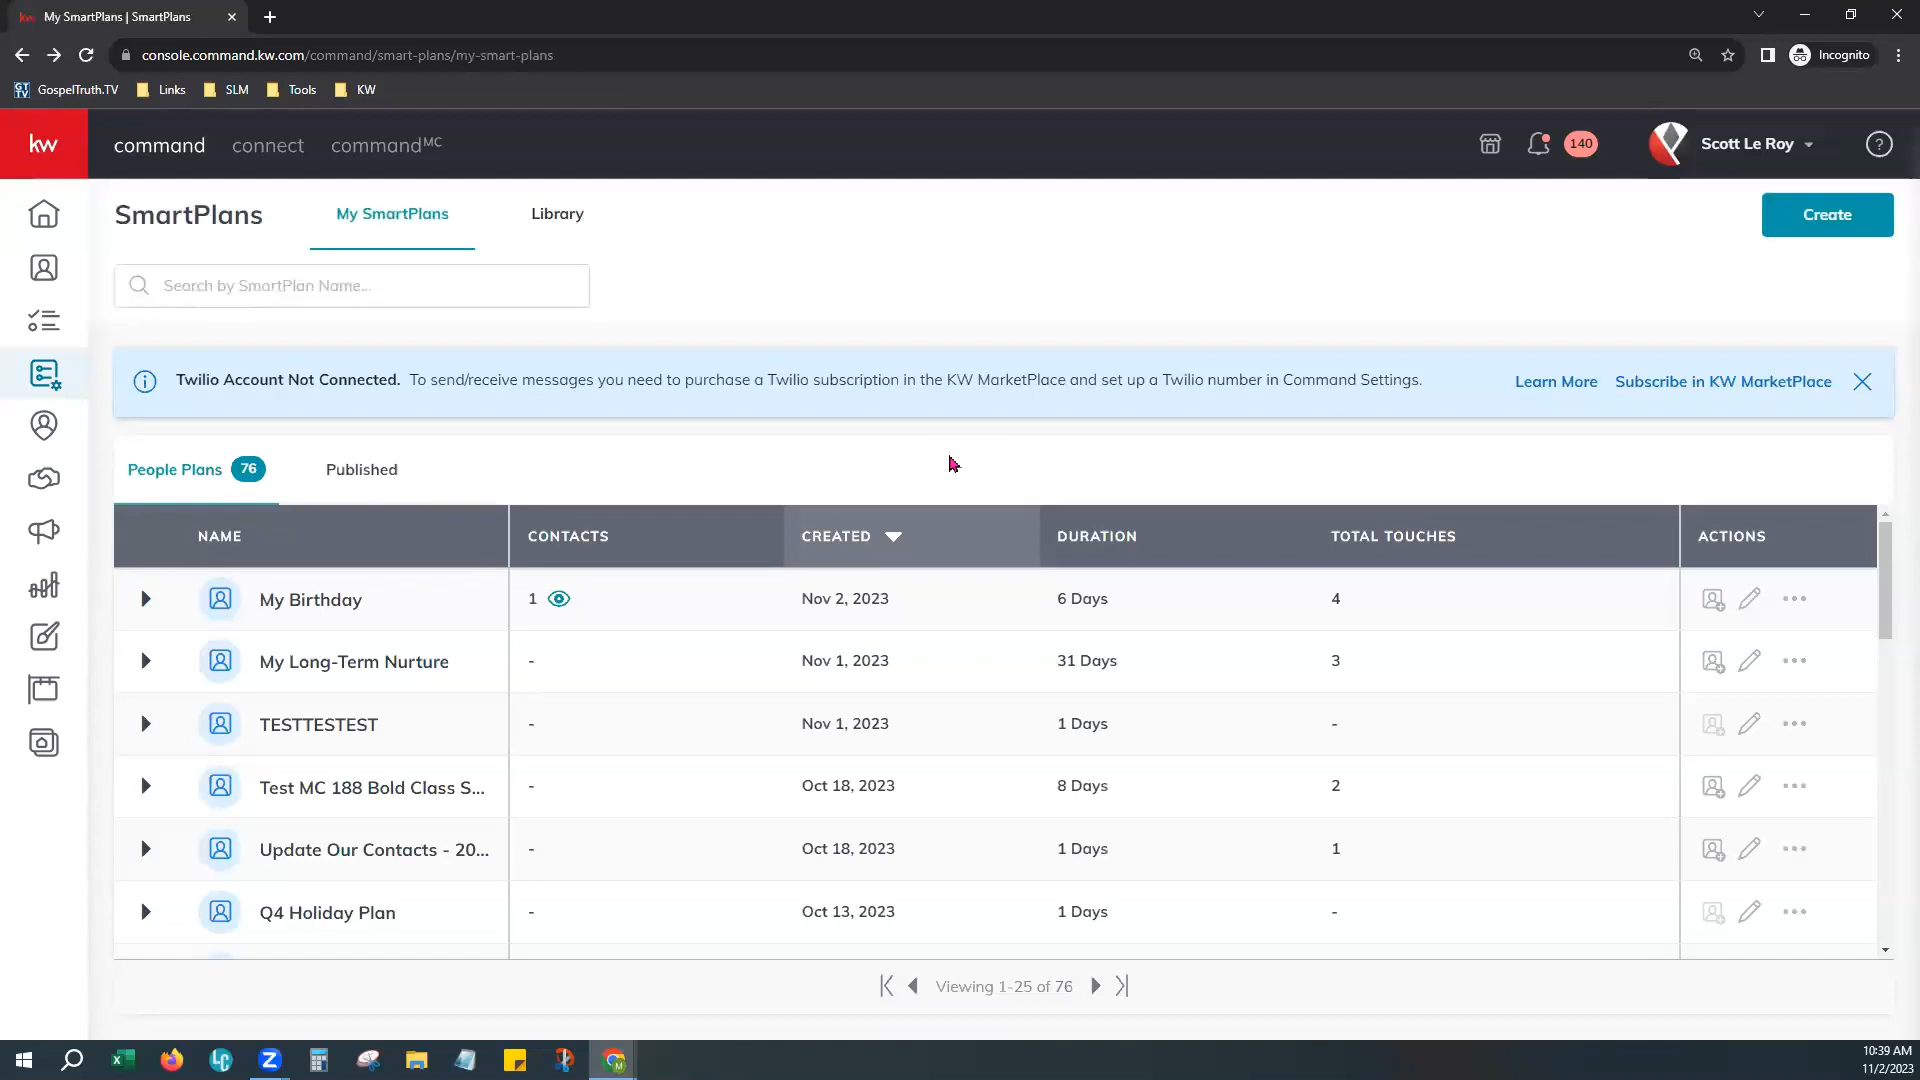 My SmartPlans | SmartPlans
console.command.kw.com/command/smart-plans/my-smart-plans
Incognito
GospelTruth.TV Links SLM Tools KW
kw command connect commandMC 140 Scott Le Roy ?
SmartPlans My SmartPlans Library Create
Search by SmartPlan Name...
Twilio Account Not Connected. To send/receive messages you need to purchase a Twilio subscription in the KW MarketPlace and set up a Twilio number in Command Settings. Learn More Subscribe in KW MarketPlace
People Plans 76 Published
NAME CONTACTS CREATED DURATION TOTAL TOUCHES ACTIONS
My Birthday 1 Nov 2, 2023 6 Days 4
My Long-Term Nurture - Nov 1, 2023 31 Days 3
TESTTESTEST - Nov 1, 2023 1 Days -
Test MC 188 Bold Class S... - Oct 18, 2023 8 Days 2
Update Our Contacts - 20... - Oct 18, 2023 1 Days 1
Q4 Holiday Plan - Oct 13, 2023 1 Days -
Viewing 1-25 of 76
10:39 AM
11/2/2023